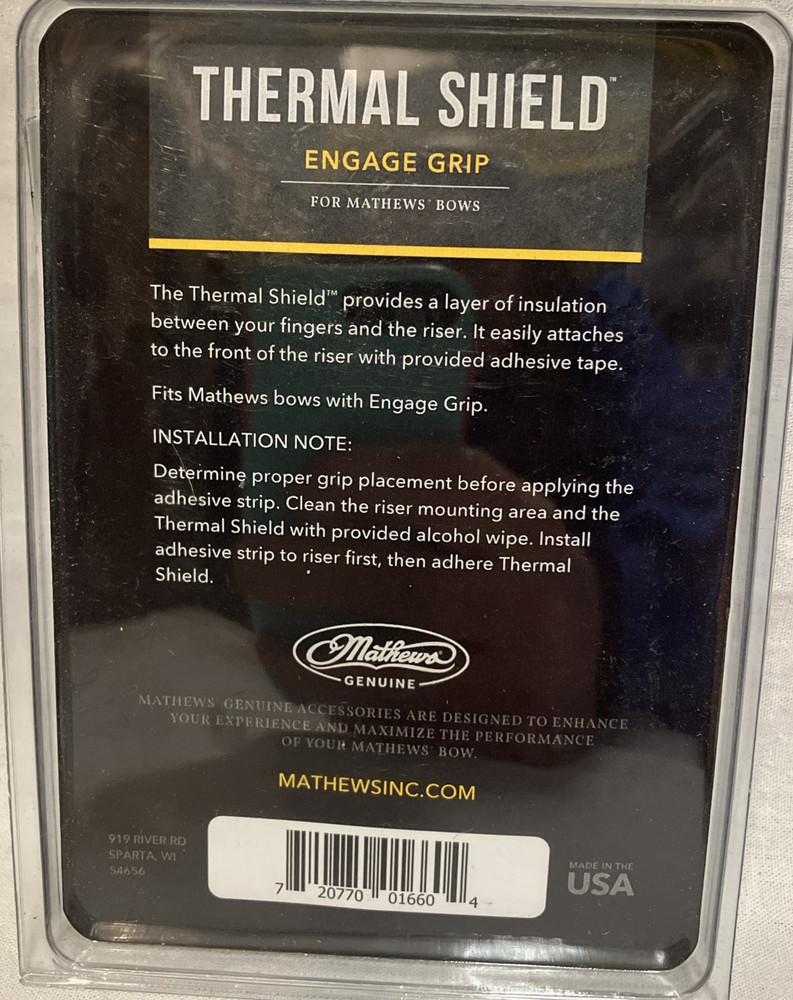 THERMAL SHIELD™
ENGAGE GRIP
FOR MATHEWS® BOWS
The Thermal Shield™ provides a layer of insulation
between your fingers and the riser. It easily attaches
to the front of the riser with provided adhesive tape.
Fits Mathews bows with Engage Grip.
INSTALLATION NOTE:
Determine proper grip placement before applying the
adhesive strip. Clean the riser mounting area and the
Thermal Shield with provided alcohol wipe. Install
adhesive strip to riser first, then adhere Thermal
Shield.
Mathews
GENUINE
MATHEWS GENUINE ACCESSORIES ARE DESIGNED TO ENHANCE
YOUR EXPERIENCE AND MAXIMIZE THE PERFORMANCE
OF YOUR MATHEWS® BOW.
MATHEWSINC.COM
919 RIVER RD
SPARTA, WI
54656
7 20770 01660 4
MADE IN THE
USA